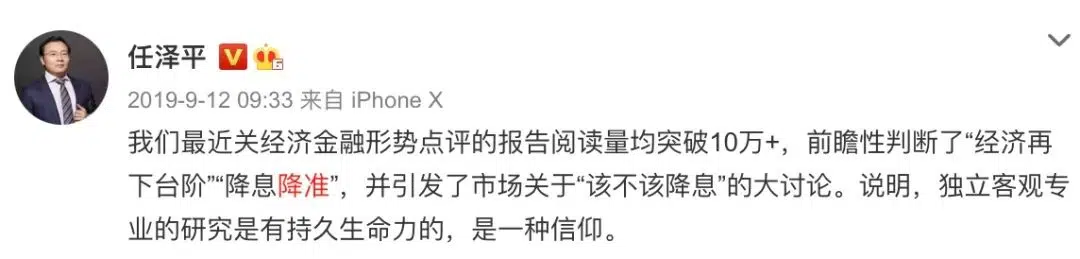 任泽平
2019-9-12 09:33 来自 iPhone X
我们最近关经济金融形势点评的报告阅读量均突破10万+，前瞻性判断了“经济再
下台阶”“降息降准”，并引发了市场关于“该不该降息”的大讨论。说明，独立客观专
业的研究是有持久生命力的，是一种信仰。